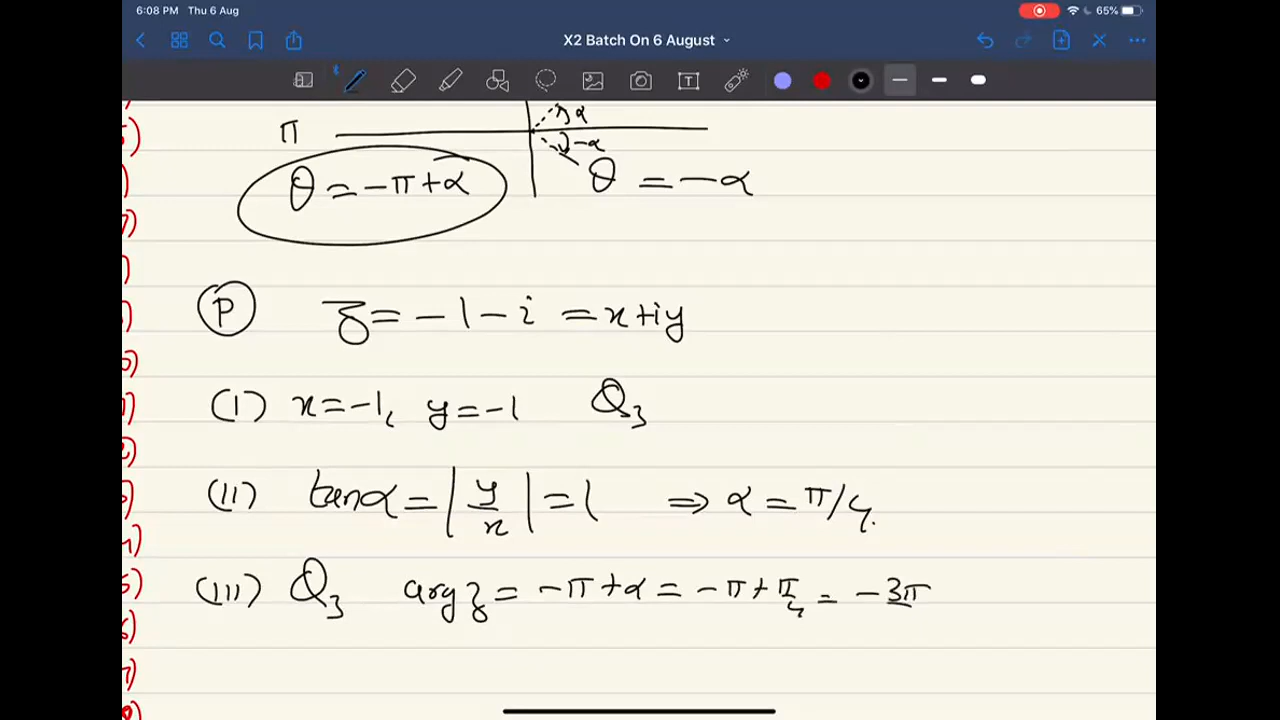 6:08 PM Thu 6 Aug 65%
X2 Batch On 6 August
π α
-α
θ = -π + α θ = -α
P z = -1 - i = x + iy
(I) x = -1, y = -1 Q₃
(II) tanα = |y/x| = 1 ⇒ α = π/4.
(III) Q₃ arg z = -π + α = -π + π/4 = -3π